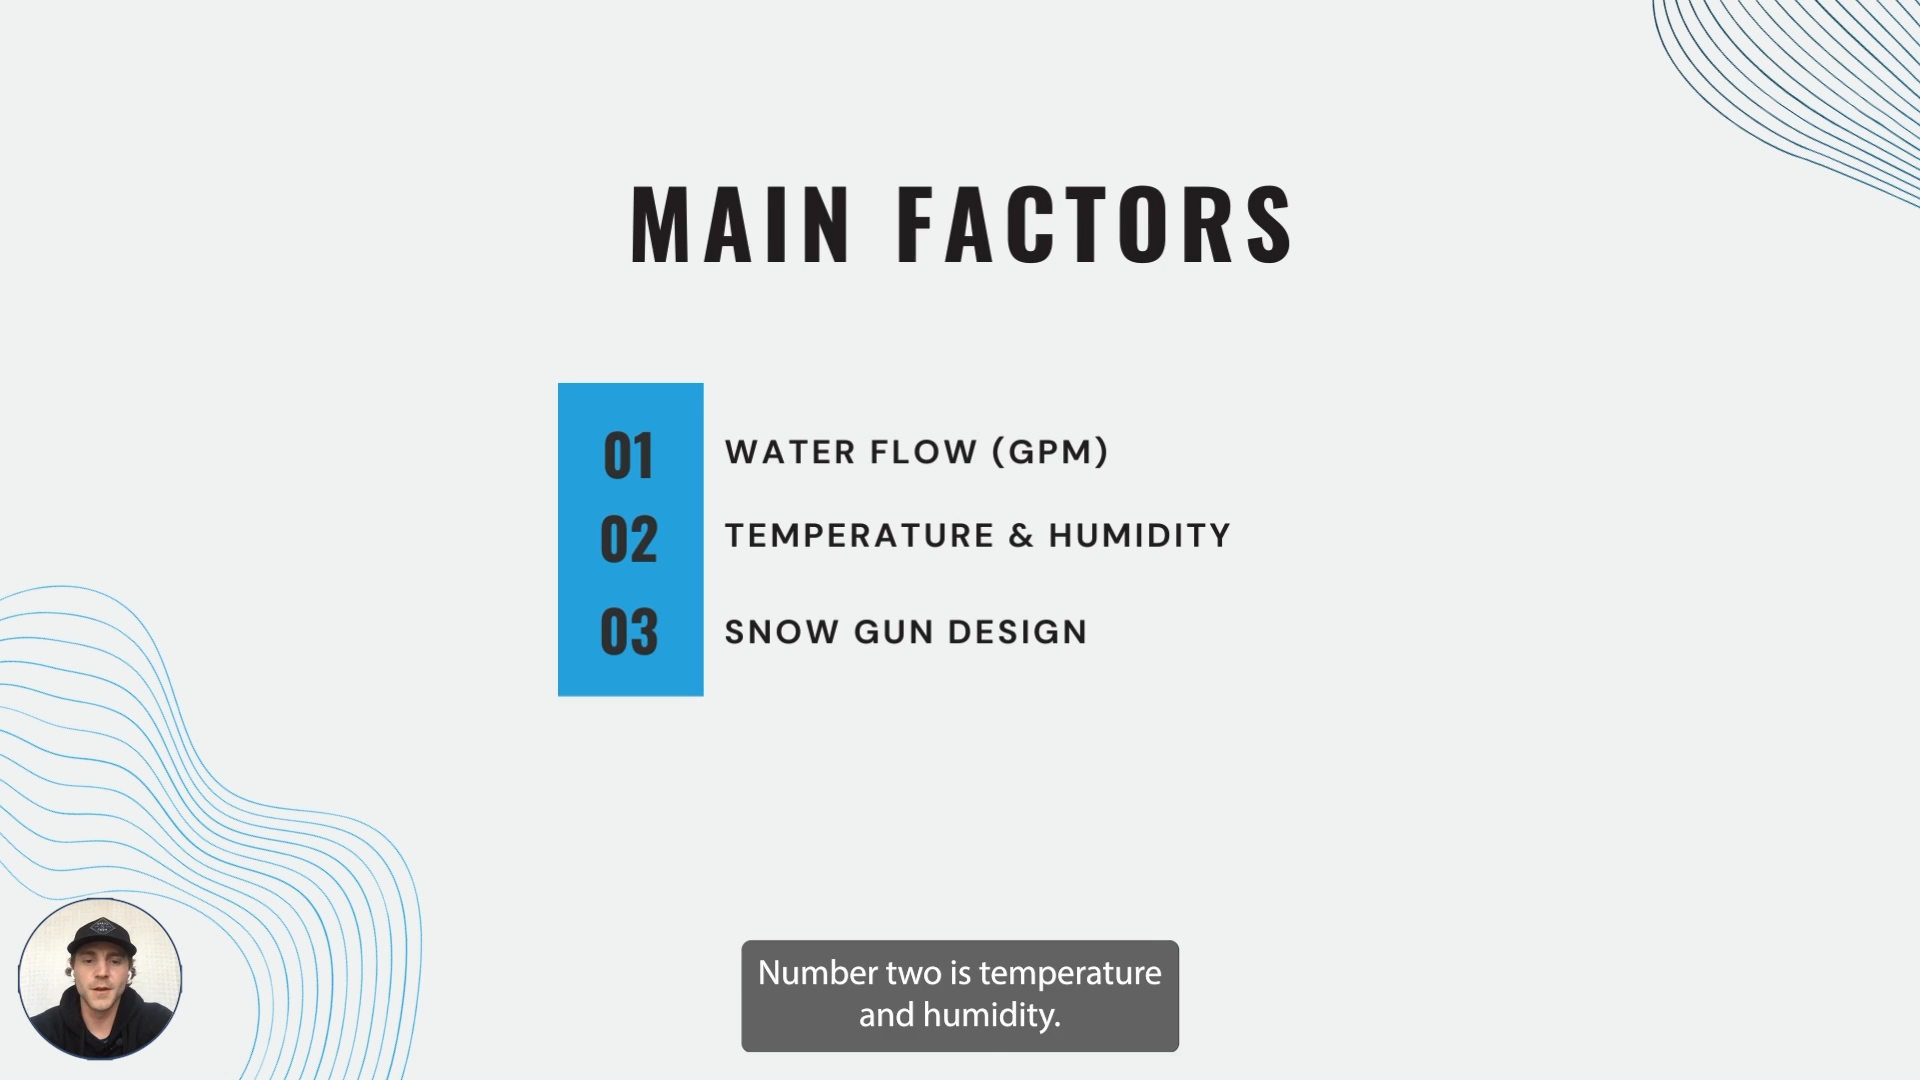 MAIN FACTORS
01 WATER FLOW (GPM)
02 TEMPERATURE & HUMIDITY
03 SNOW GUN DESIGN
Number two is temperature
and humidity.